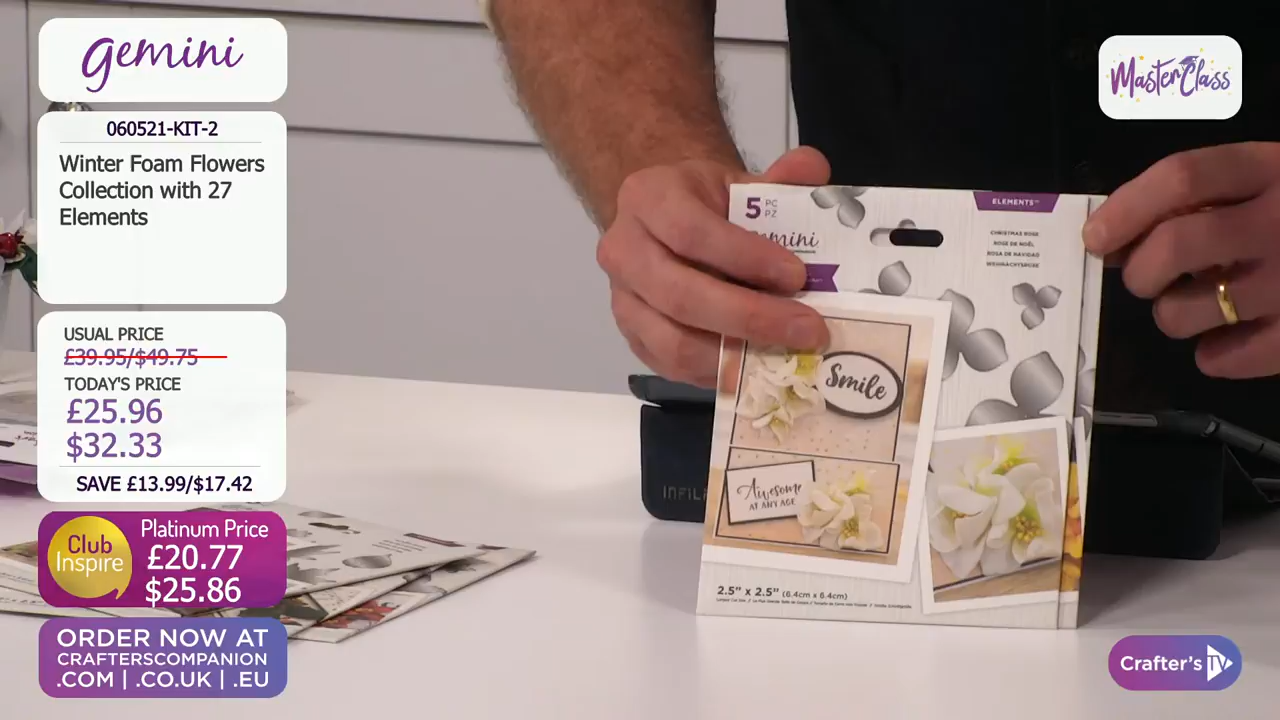 gemini
060521-KIT-2
Winter Foam Flowers
Collection with 27
Elements
USUAL PRICE
£39.95/$49.75
TODAY'S PRICE
£25.96
$32.33
SAVE £13.99/$17.42
Club
Inspire
Platinum Price
£20.77
$25.86
ORDER NOW AT
CRAFTERSCOMPANION
.COM | .CO.UK | .EU
MasterClass
5 PC
PZ
ELEMENTS™
CHRISTMAS ROSE
ROSE DE NOËL
ROSA DE NAVIDAD
WEIHNACHTSROSE
Smile
Awesome
AT ANY AGE
2.5" x 2.5" (6.4cm x 6.4cm)
Crafter's TV